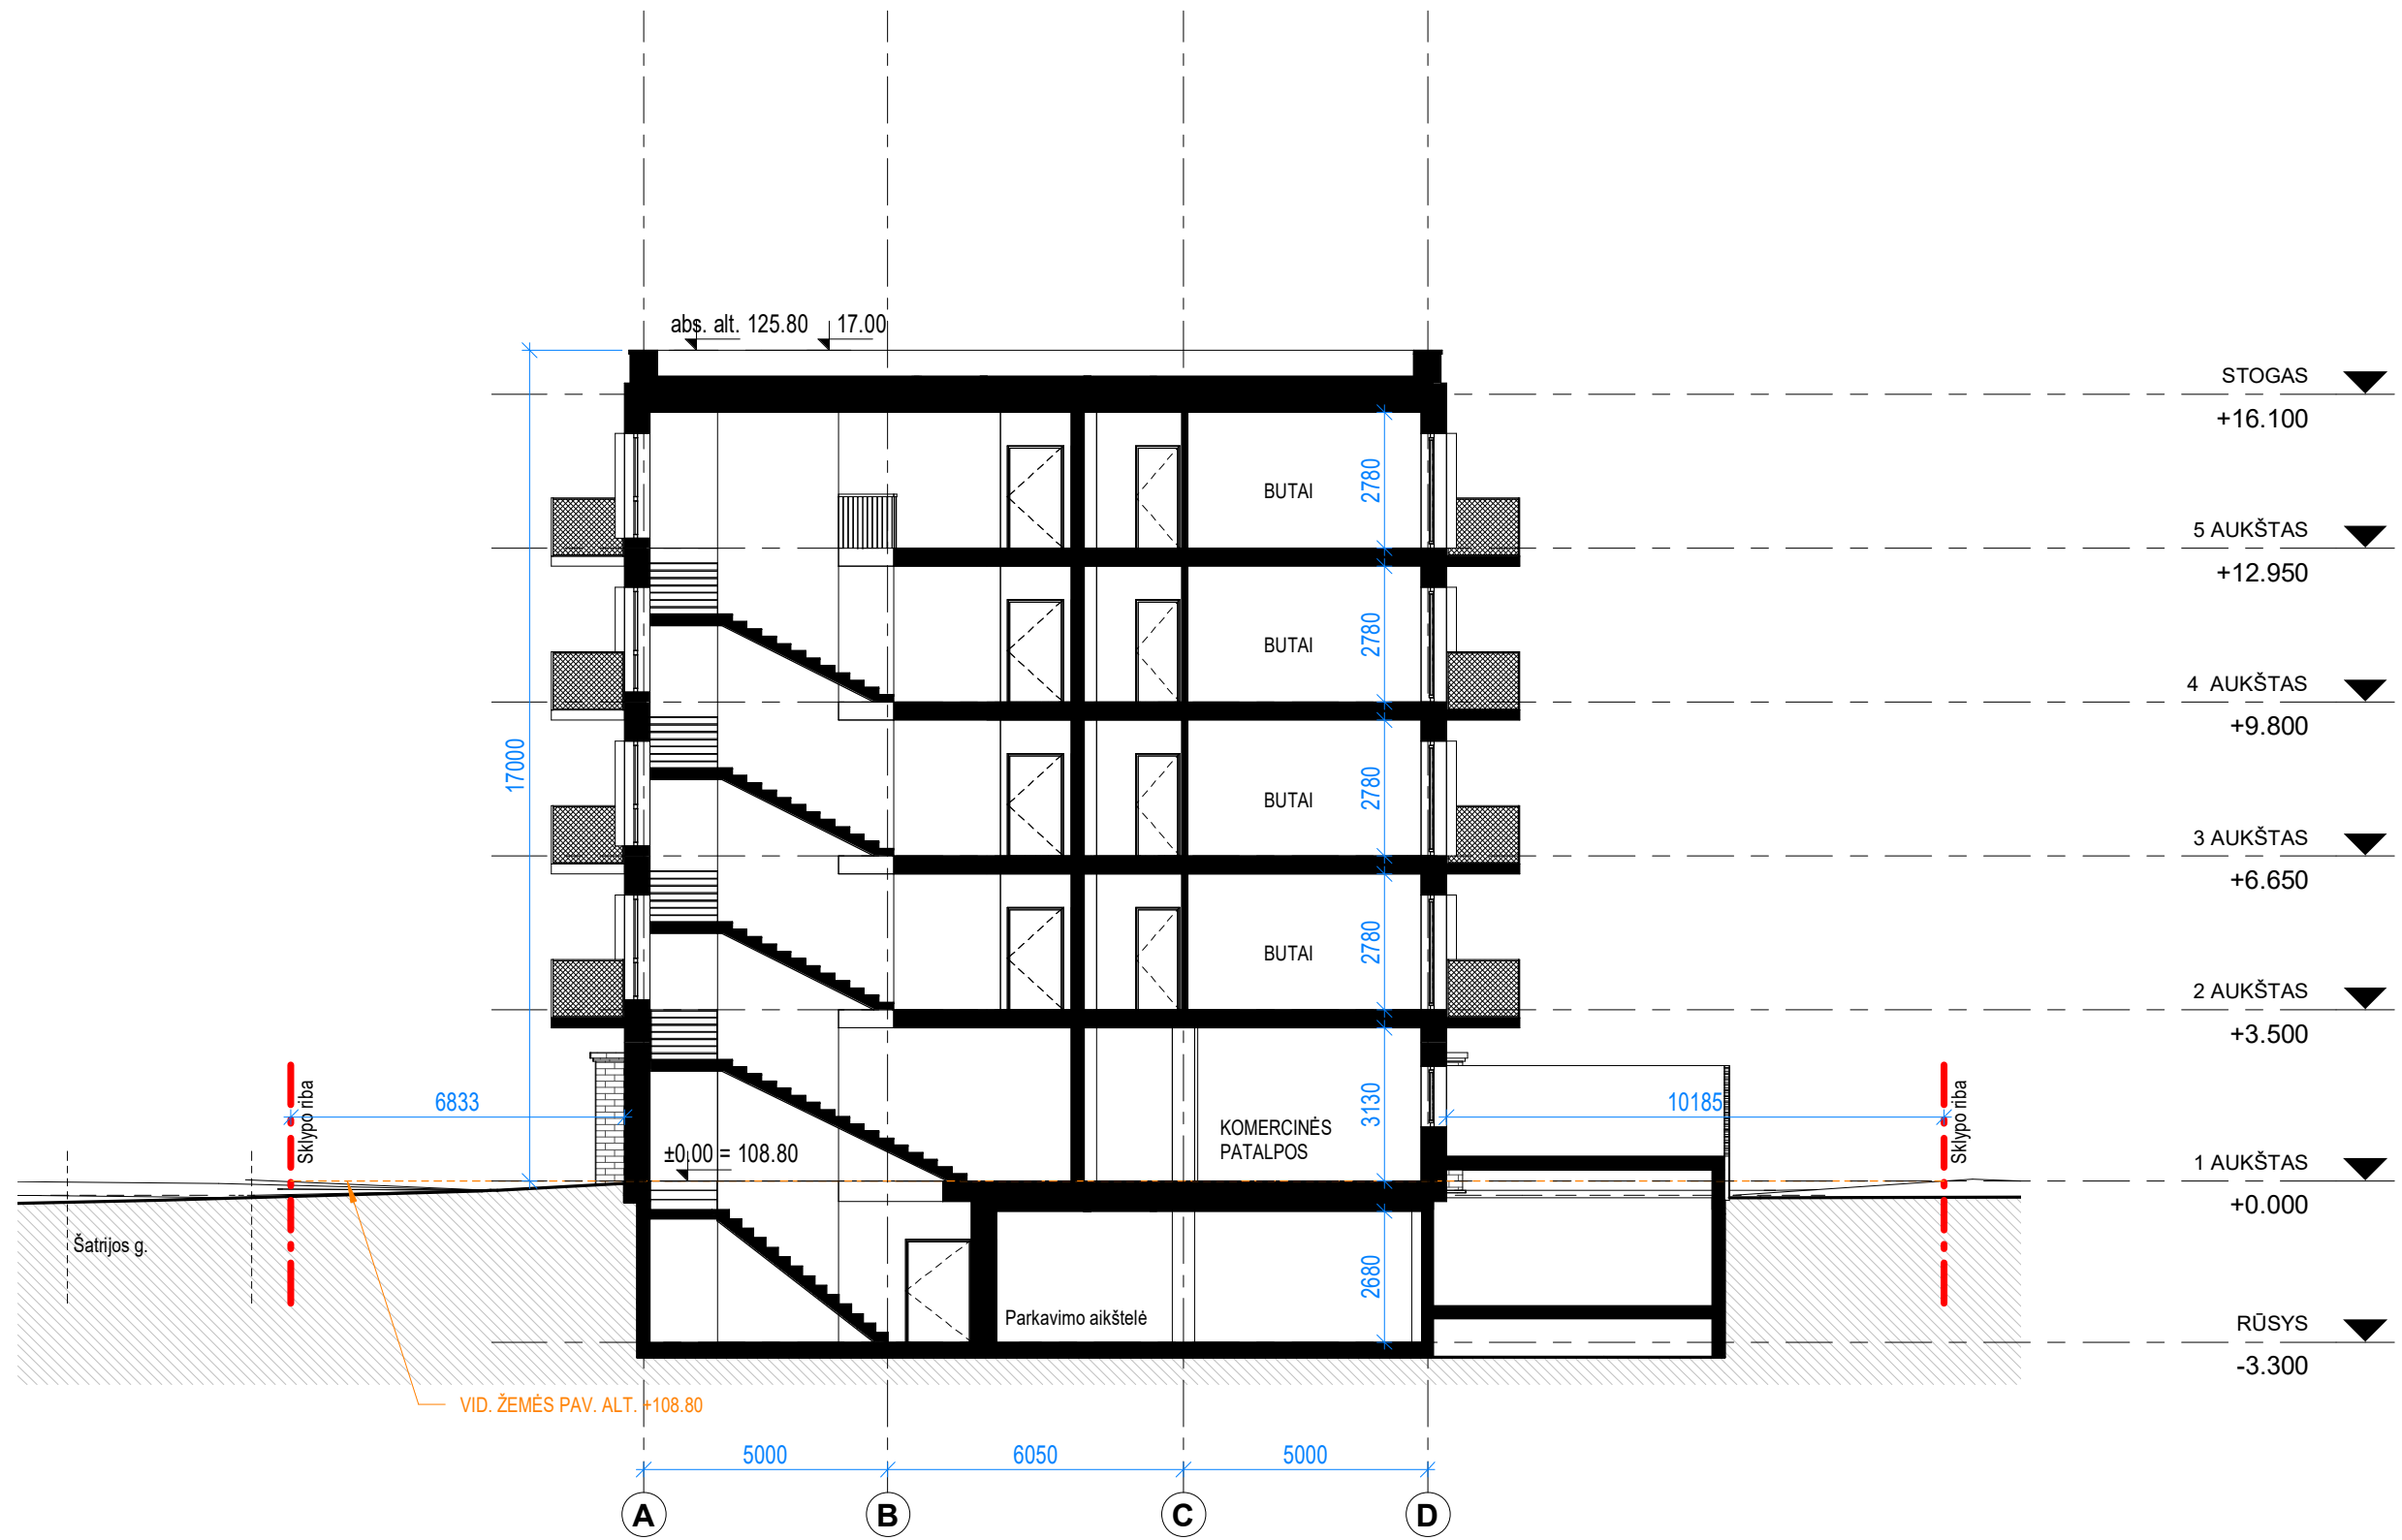 abs. alt. 125.80
17.00
STOGAS
+16.100
2780
BUTAI
5 AUKŠTAS
+12.950
2780
BUTAI
4 AUKŠTAS
+9.800
17000
2780
BUTAI
3 AUKŠTAS
+6.650
2780
BUTAI
2 AUKŠTAS
+3.500
6833
Sklypo riba
3130
KOMERCINĖS
PATALPOS
10185
Sklypo riba
±0.00 = 108.80
1 AUKŠTAS
+0.000
Šatrijos g.
2680
Parkavimo aikštelė
RŪSYS
-3.300
VID. ŽEMĖS PAV. ALT. +108.80
5000
6050
5000
A
B
C
D